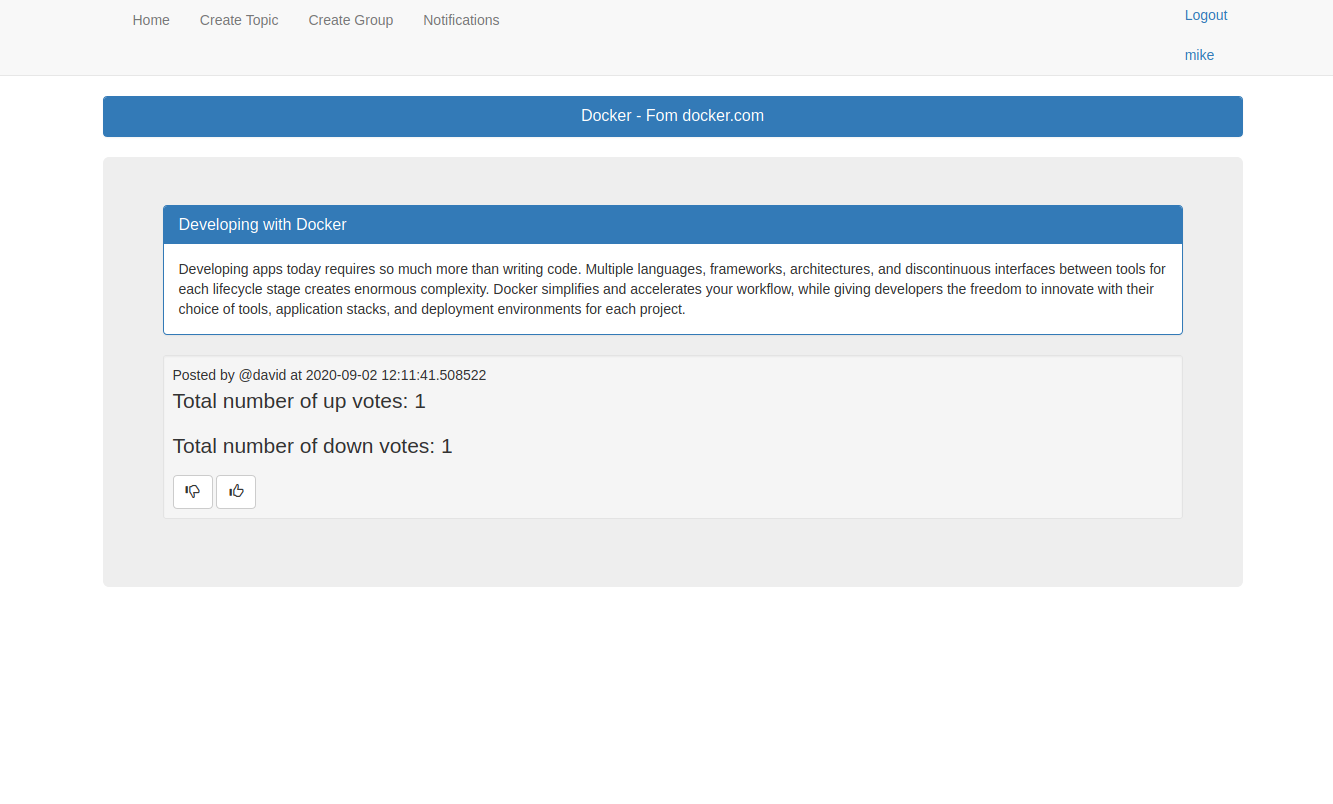 Home Create Topic Create Group Notifications Logout
mike
Docker - Fom docker.com
Developing with Docker
Developing apps today requires so much more than writing code. Multiple languages, frameworks, architectures, and discontinuous interfaces between tools for
each lifecycle stage creates enormous complexity. Docker simplifies and accelerates your workflow, while giving developers the freedom to innovate with their
choice of tools, application stacks, and deployment environments for each project.
Posted by @david at 2020-09-02 12:11:41.508522
Total number of up votes: 1
Total number of down votes: 1